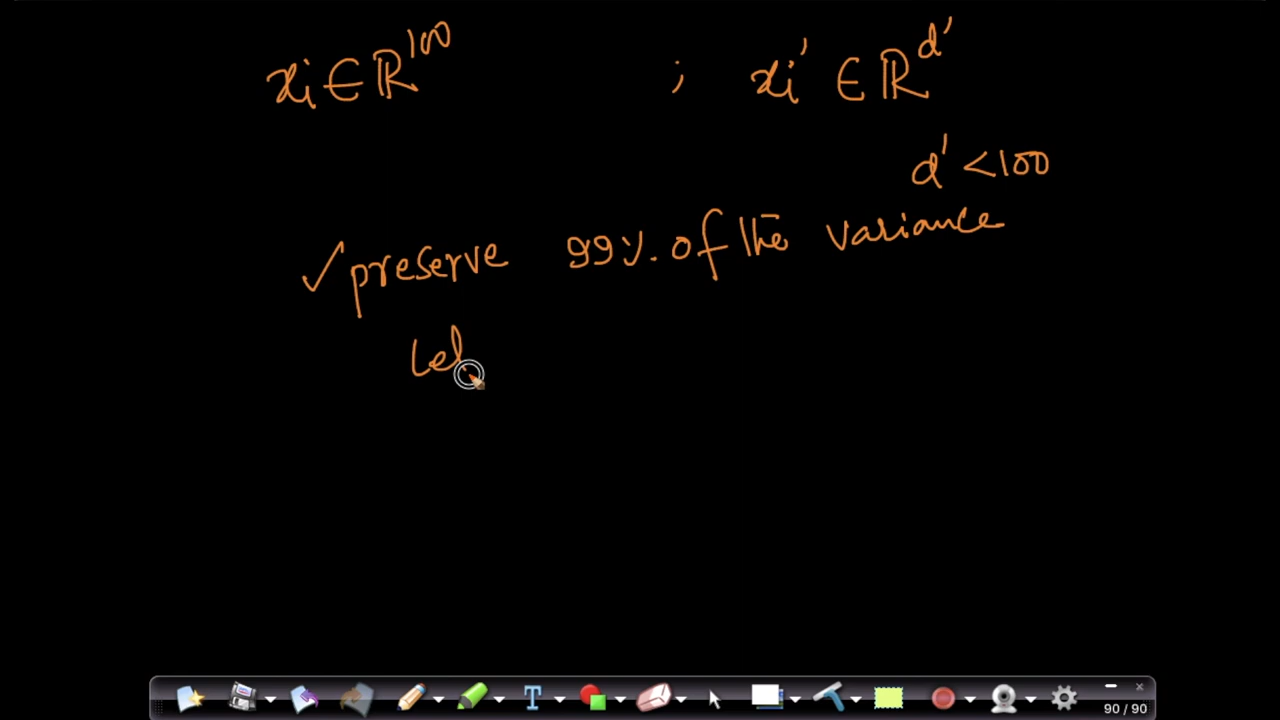 xi ∈ ℝ^100 ; xi' ∈ ℝ^d'
d' < 100
✓ preserve 99% of the variance
let
90 / 90